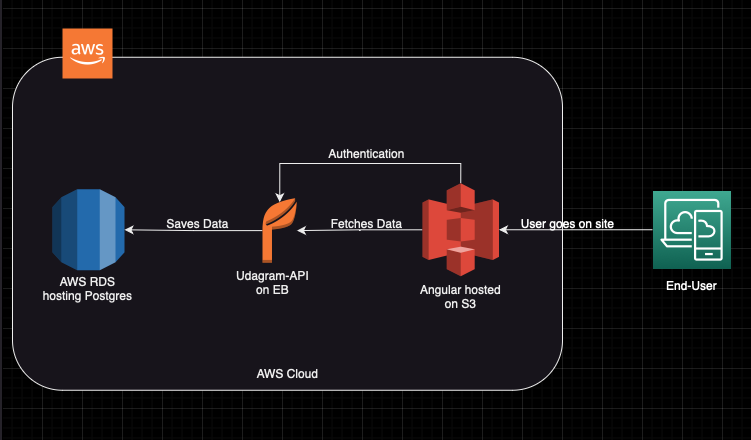 aws
Authentication
Saves Data
Fetches Data
User goes on site
AWS RDS
hosting Postgres
Udagram-API
on EB
Angular hosted
on S3
End-User
AWS Cloud